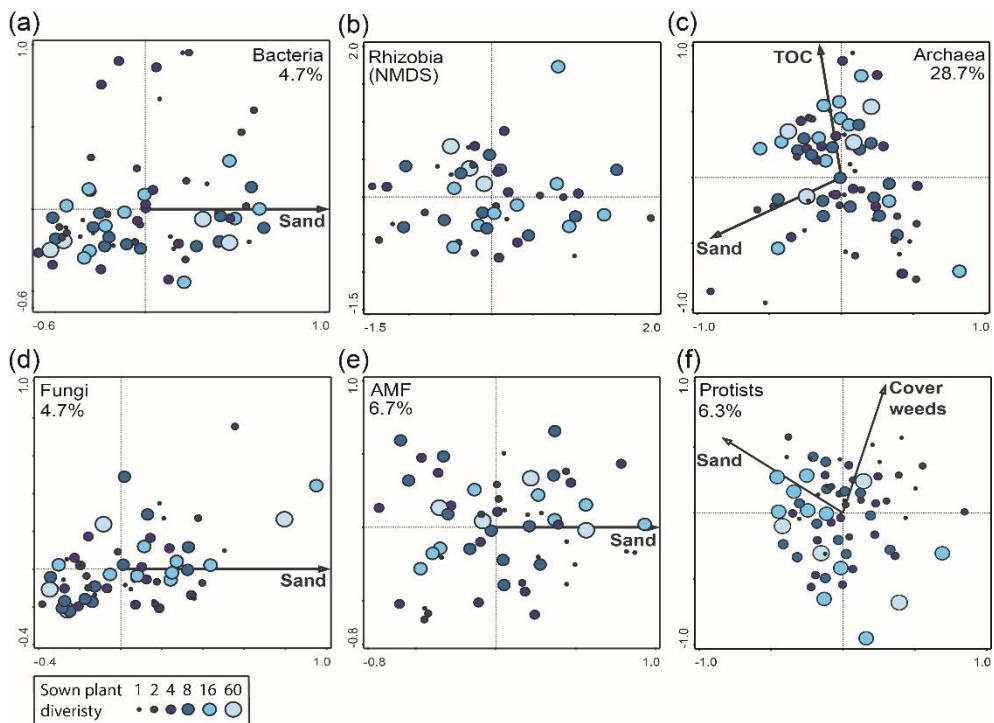 (a)
1.0
Bacteria
4.7%
Sand
-0.6
-0.6
1.0
(b)
2.0
Rhizobia
(NMDS)
-1.5
-1.5
2.0
(c)
1.0
TOC
Archaea
28.7%
Sand
-1.0
-1.0
1.0
(d)
1.0
Fungi
4.7%
Sand
-0.4
-0.4
1.0
(e)
1.0
AMF
6.7%
Sand
-0.8
-0.8
1.0
(f)
1.0
Protists
6.3%
Cover
weeds
Sand
-1.0
-1.0
1.0
Sown plant 1 2 4 8 16 60
diveristy